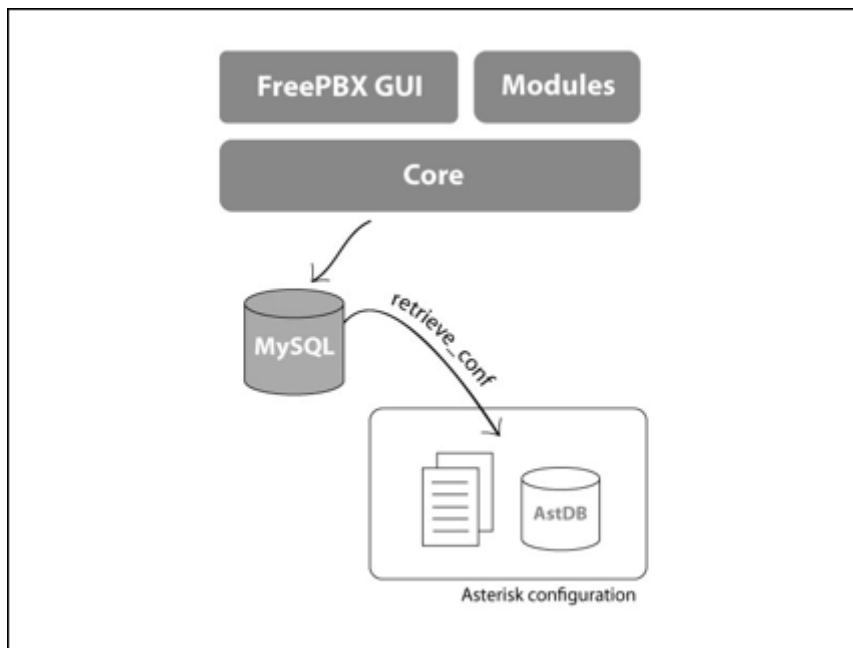 FreePBX GUI
Modules
Core
MySQL
retrieve_conf
AstDB
Asterisk configuration